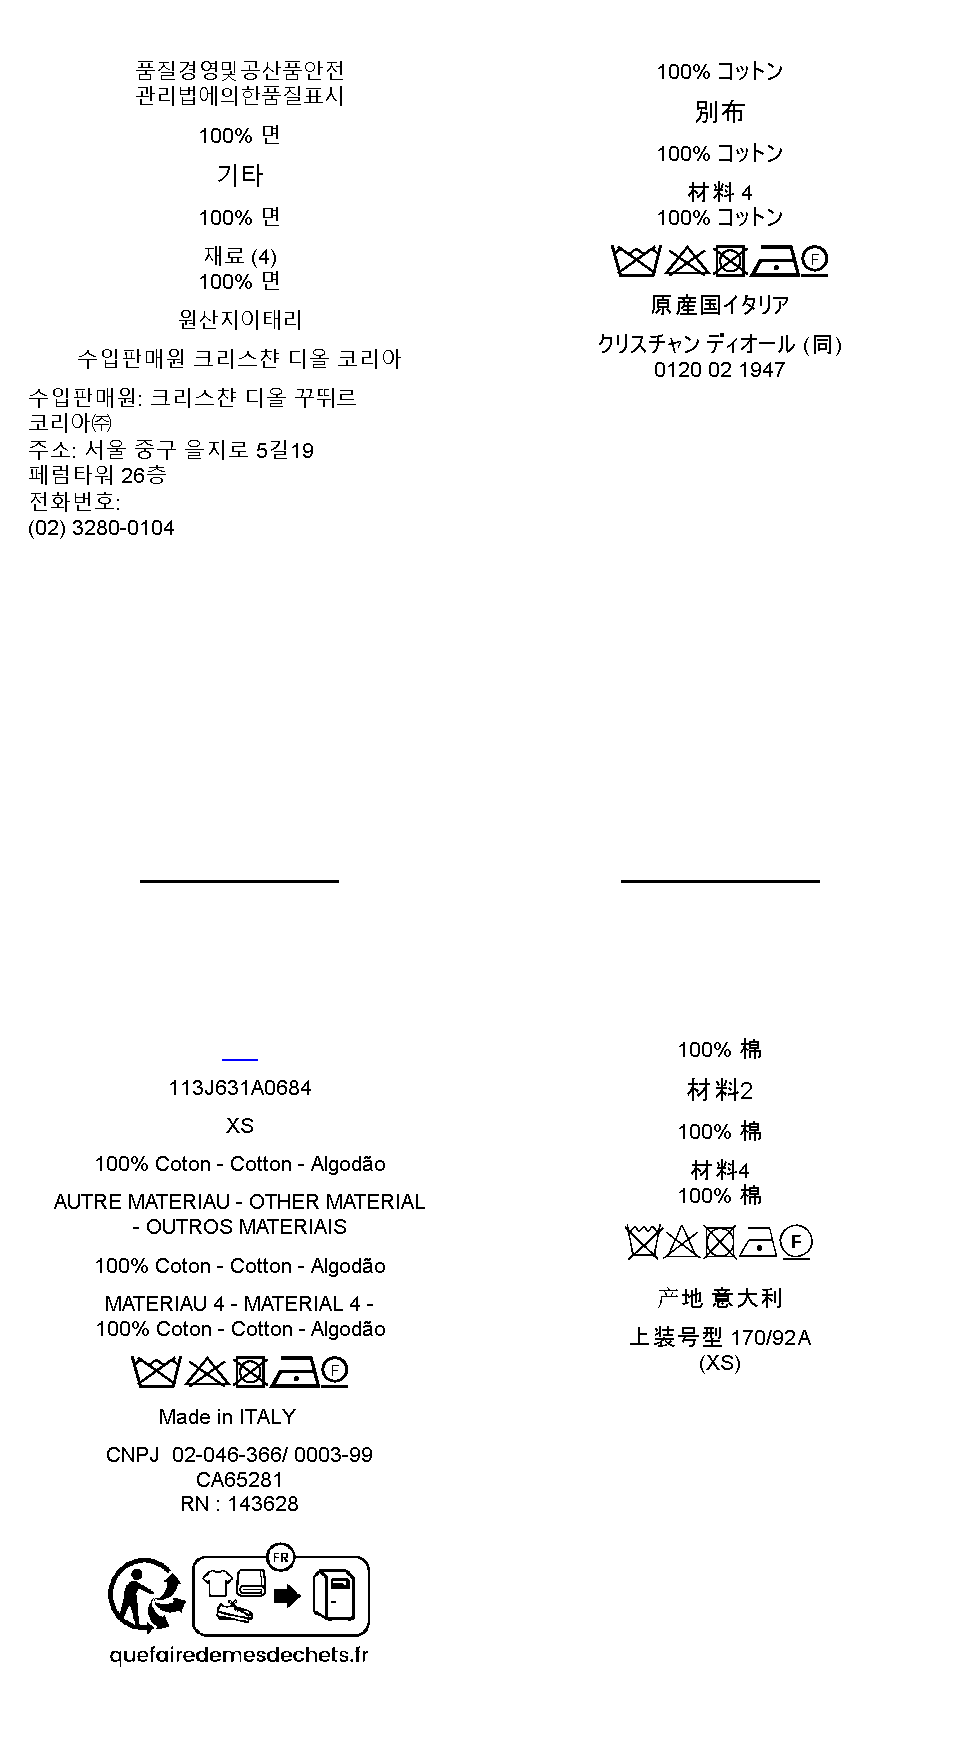 품질경영및공산품안전
관리법에의한품질표시
100% 면
기타
100% 면
재료 (4)
100% 면
원산지이태리
수입판매원 크리스챤 디올 코리아
수입판매원: 크리스챤 디올 꾸뛰르
코리아㈜
주소: 서울 중구 을지로 5길19
페럼타워 26층
전화번호:
(02) 3280-0104
100% コットン
別布
100% コットン
材料 4
100% コットン
F
原産国イタリア
クリスチャン ディオール (同)
0120 02 1947
113J631A0684
XS
100% Coton - Cotton - Algodão
AUTRE MATERIAU - OTHER MATERIAL
- OUTROS MATERIAIS
100% Coton - Cotton - Algodão
MATERIAU 4 - MATERIAL 4 -
100% Coton - Cotton - Algodão
F
Made in ITALY
CNPJ  02-046-366/ 0003-99
CA65281
RN : 143628
FR
quefairedemesdechets.fr
100% 棉
材料2
100% 棉
材料4
100% 棉
F
产地 意大利
上装号型 170/92A
(XS)